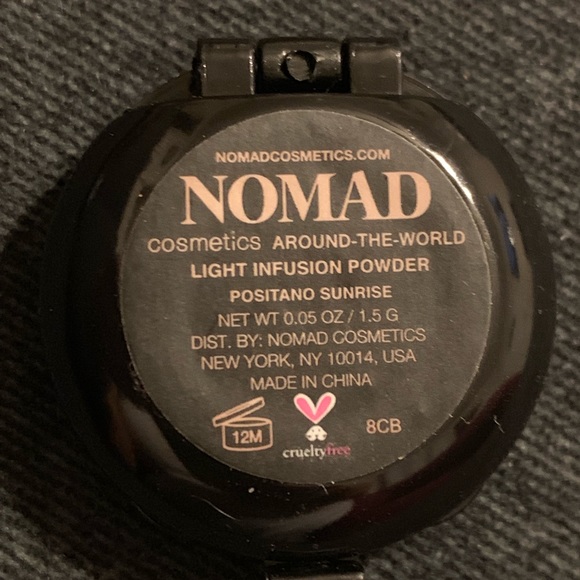 NOMADCOSMETICS.COM
NOMAD
cosmetics AROUND-THE-WORLD
LIGHT INFUSION POWDER
POSITANO SUNRISE
NET WT 0.05 OZ / 1.5 G
DIST. BY: NOMAD COSMETICS
NEW YORK, NY 10014, USA
MADE IN CHINA
12M
crueltyfree
8CB